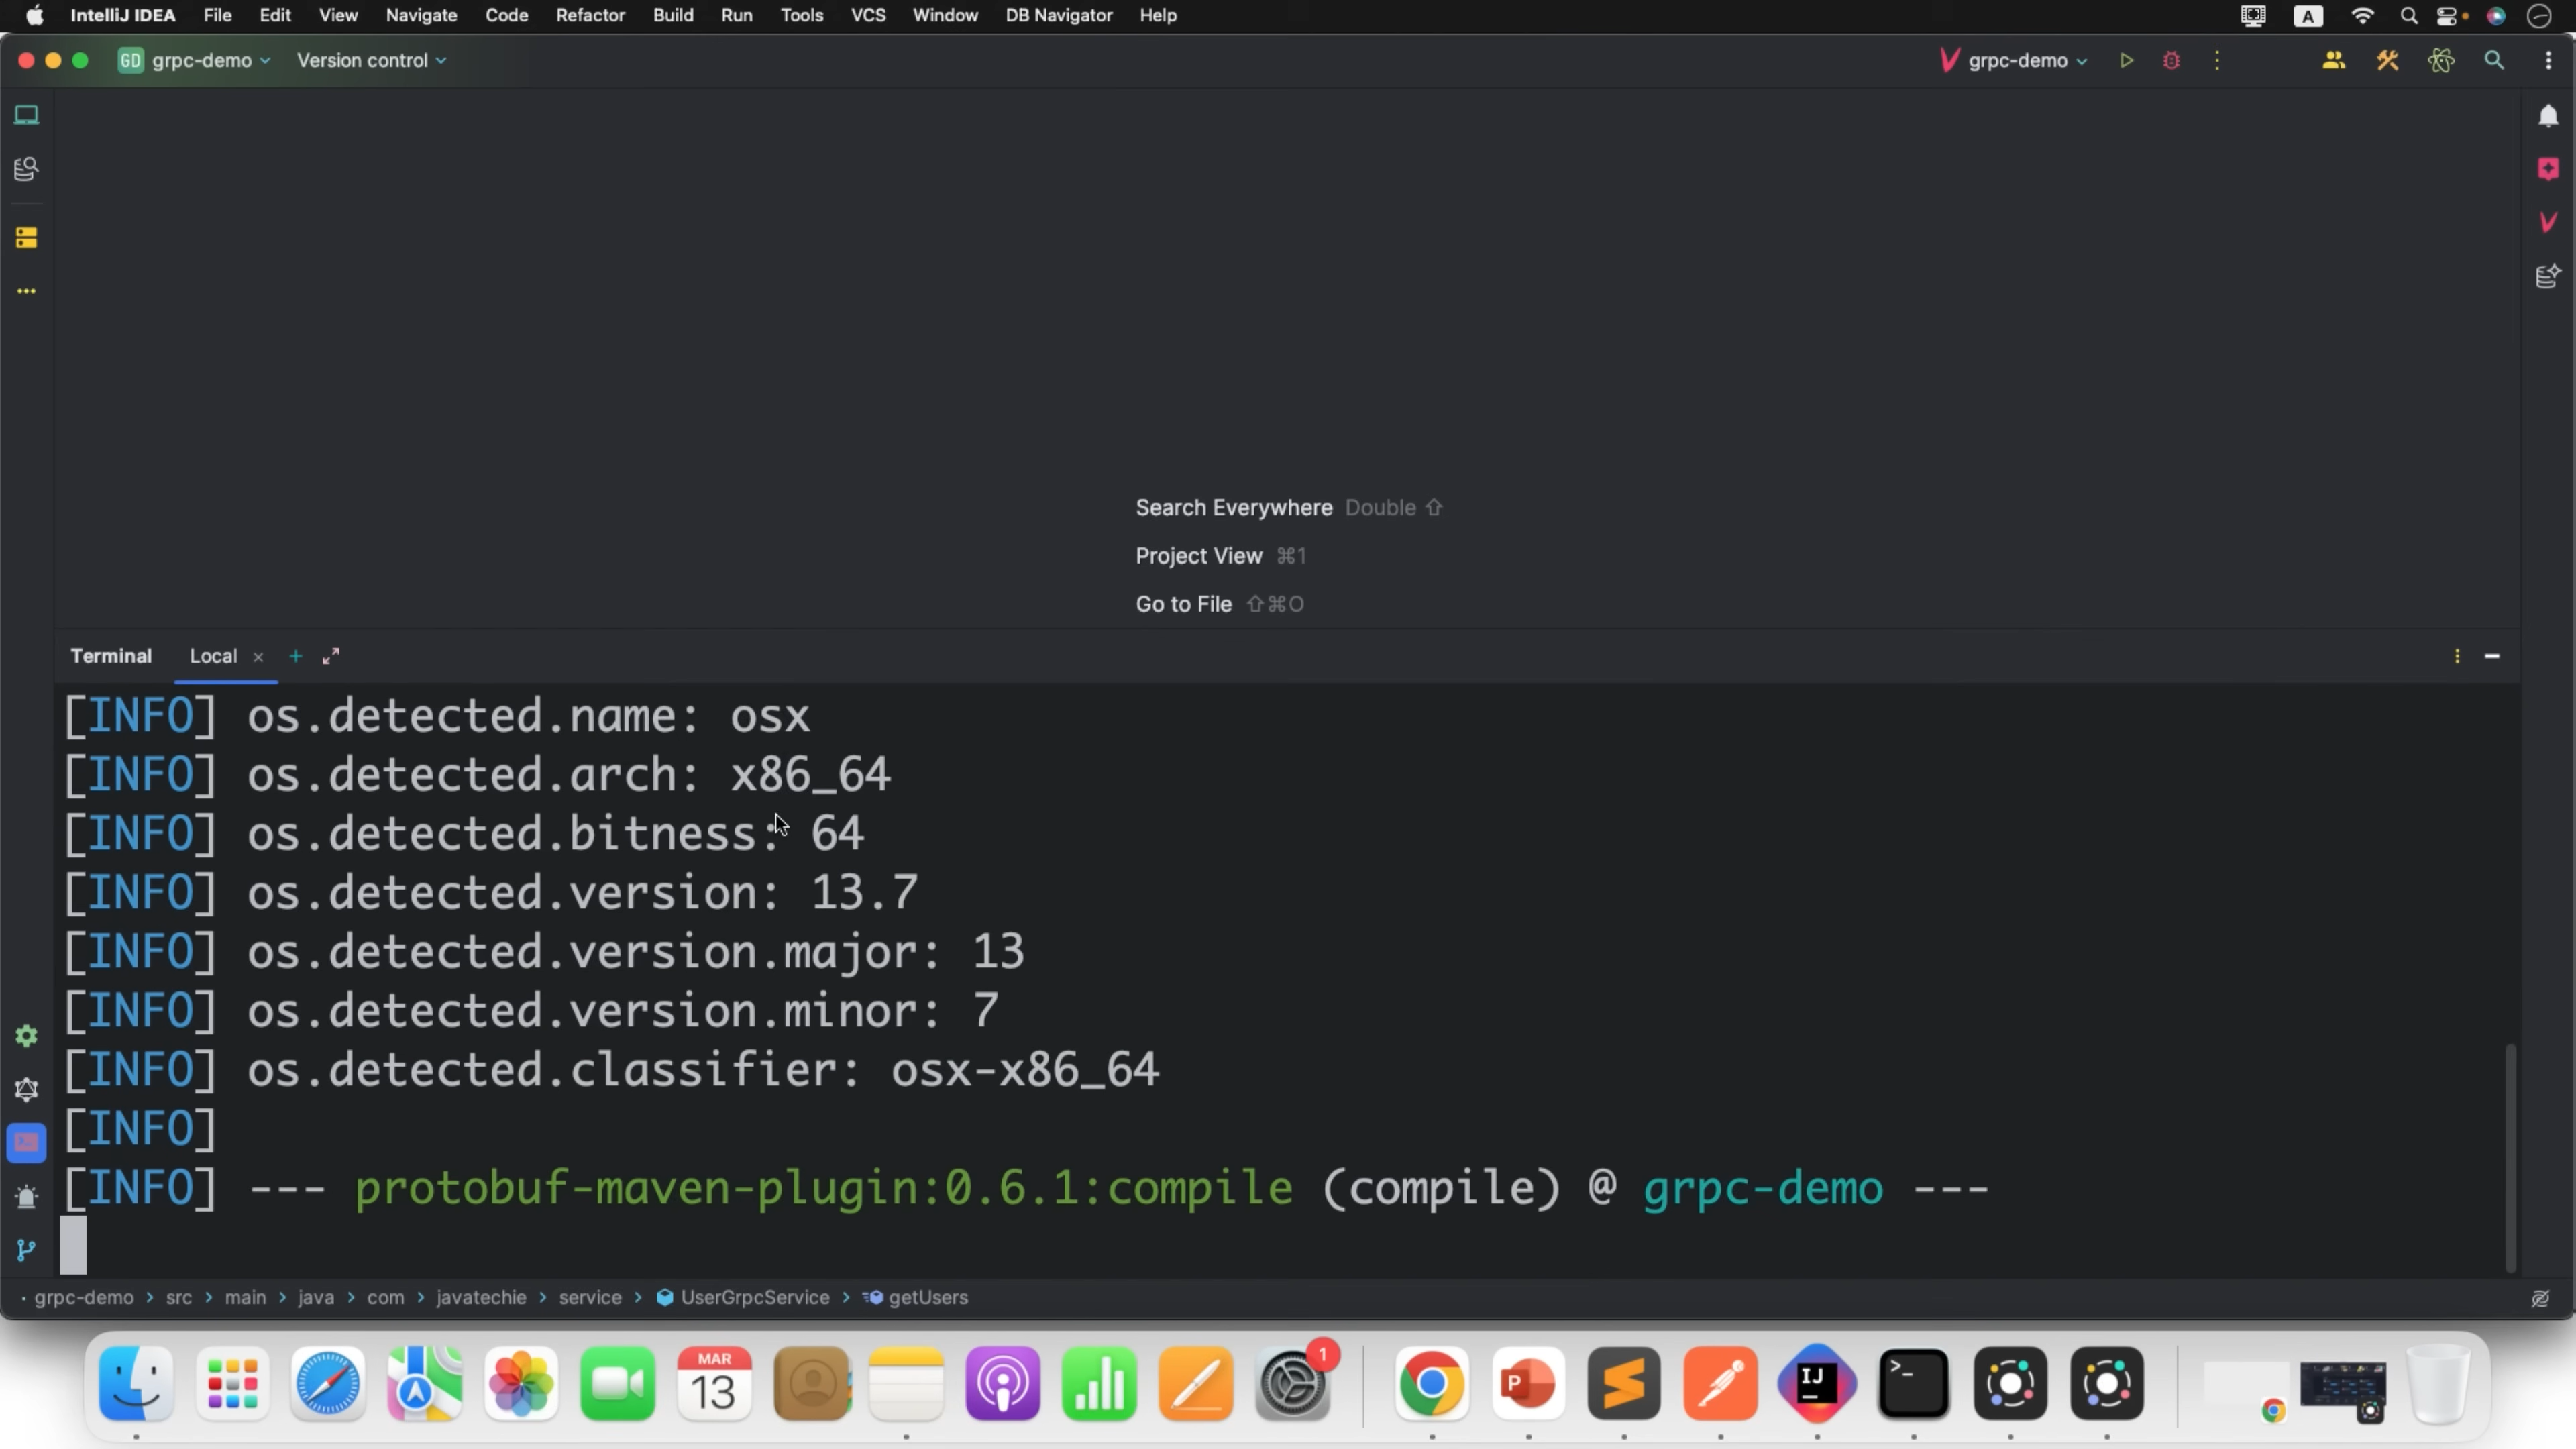 IntelliJ IDEA File Edit View Navigate Code Refactor Build Run Tools VCS Window DB Navigator Help A
GD grpc-demo Version control grpc-demo
Search Everywhere Double ⇧
Project View ⌘1
Go to File ⇧⌘O
Terminal Local
[INFO] os.detected.name: osx
[INFO] os.detected.arch: x86_64
[INFO] os.detected.bitness: 64
[INFO] os.detected.version: 13.7
[INFO] os.detected.version.major: 13
[INFO] os.detected.version.minor: 7
[INFO] os.detected.classifier: osx-x86_64
[INFO]
[INFO] --- protobuf-maven-plugin:0.6.1:compile (compile) @ grpc-demo ---
grpc-demo > src > main > java > com > javatechie > service > UserGrpcService > getUsers
MAR
13
1
P
IJ
>_